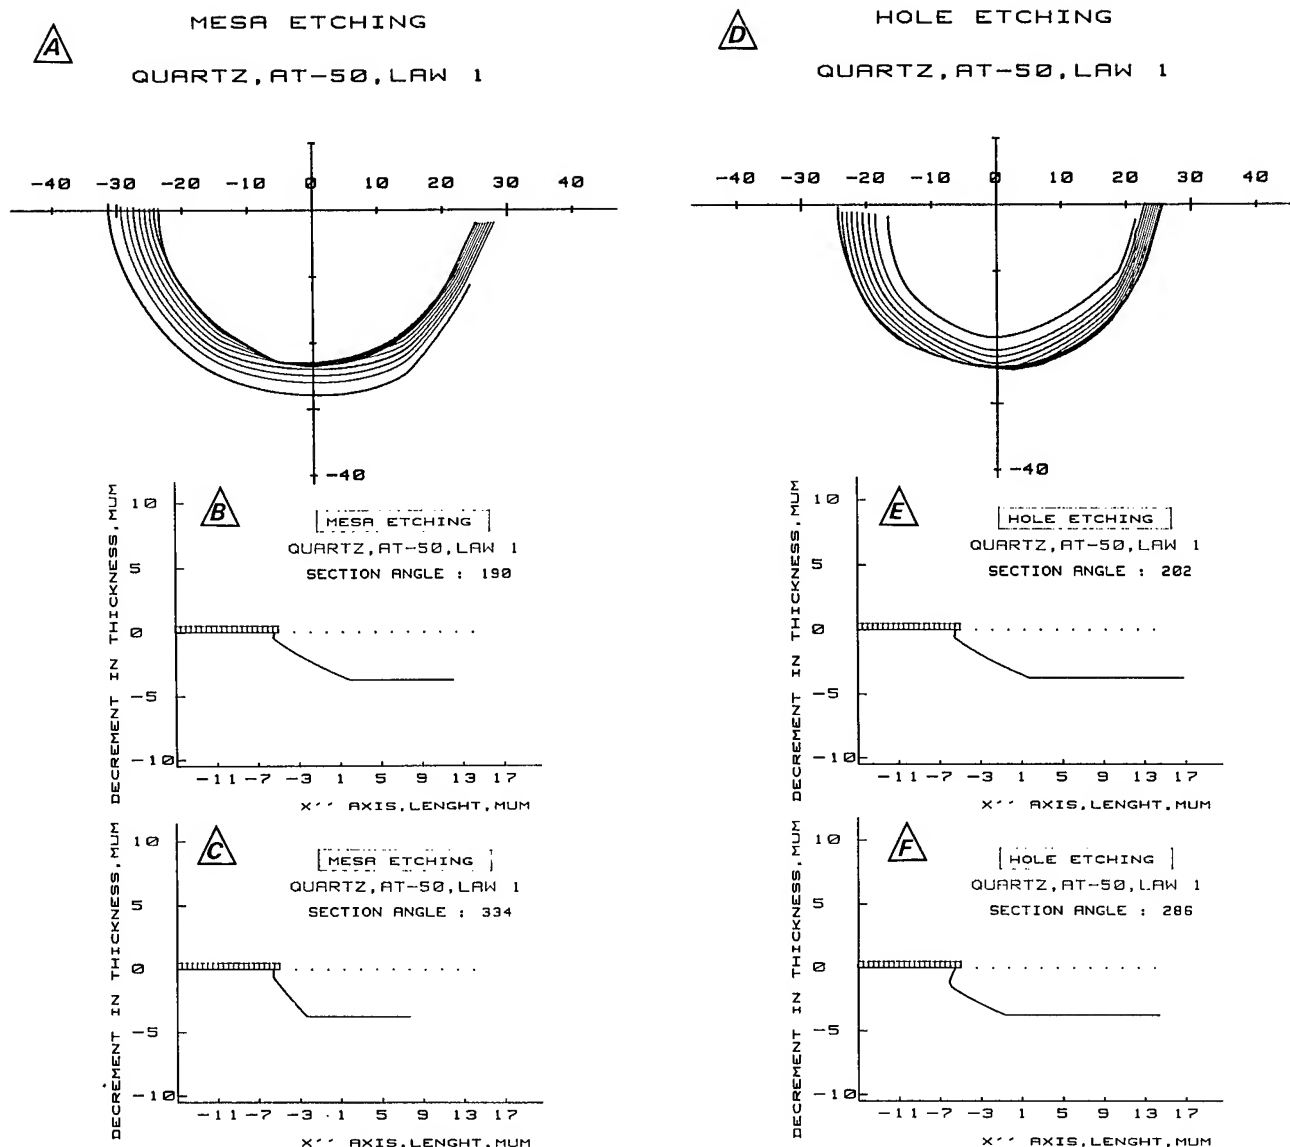 A
MESA ETCHING
QUARTZ,AT-50,LAW 1
-40 -30 -20 -10 0 10 20 30 40
-40
B
MESA ETCHING
QUARTZ,AT-50,LAW 1
SECTION ANGLE : 190
DECREMENT IN THICKNESS,MUM
10
5
0
-5
-10
-11 -7 -3 1 5 9 13 17
X'' AXIS,LENGHT,MUM
C
MESA ETCHING
QUARTZ,AT-50,LAW 1
SECTION ANGLE : 334
DECREMENT IN THICKNESS,MUM
10
5
0
-5
-10
-11 -7 -3 1 5 9 13 17
X'' AXIS,LENGHT,MUM
D
HOLE ETCHING
QUARTZ,AT-50,LAW 1
-40 -30 -20 -10 0 10 20 30 40
-40
E
HOLE ETCHING
QUARTZ,AT-50,LAW 1
SECTION ANGLE : 202
DECREMENT IN THICKNESS,MUM
10
5
0
-5
-10
-11 -7 -3 1 5 9 13 17
X'' AXIS,LENGHT,MUM
F
HOLE ETCHING
QUARTZ,AT-50,LAW 1
SECTION ANGLE : 286
DECREMENT IN THICKNESS,MUM
10
5
0
-5
-10
-11 -7 -3 1 5 9 13 17
X'' AXIS,LENGHT,MUM